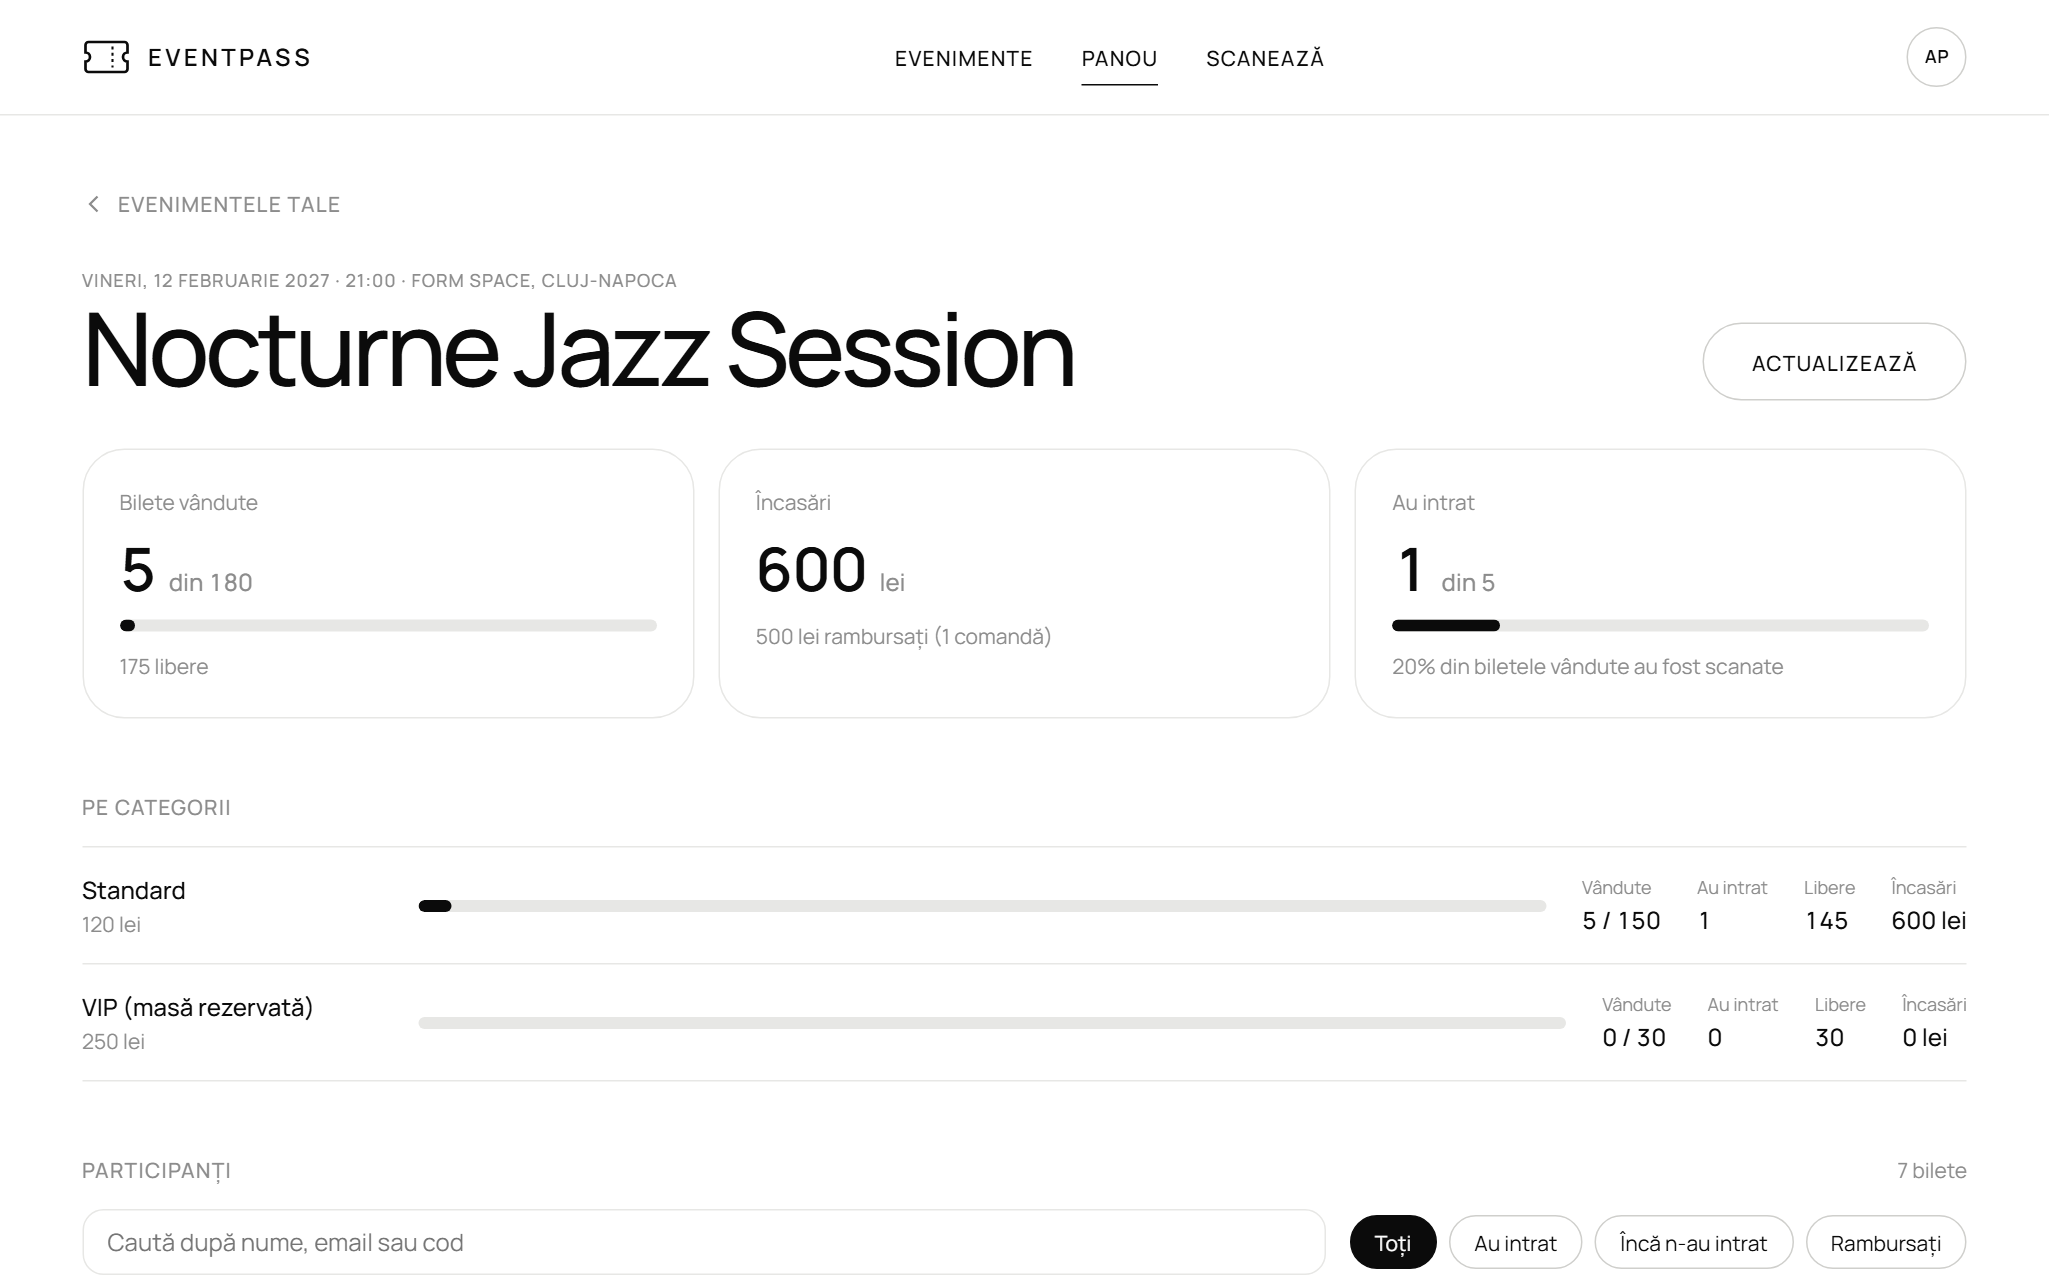 EVENTPASS
EVENIMENTE PANOU SCANEAZĂ
AP
EVENIMENTELE TALE
VINERI, 12 FEBRUARIE 2027 · 21:00 · FORM SPACE, CLUJ-NAPOCA
Nocturne Jazz Session
ACTUALIZEAZĂ
Bilete vândute
5 din 180
175 libere
Încasări
600 lei
500 lei rambursați (1 comandă)
Au intrat
1 din 5
20% din biletele vândute au fost scanate
PE CATEGORII
Standard
120 lei
Vândute Au intrat Libere Încasări
5 / 150 1 145 600 lei
VIP (masă rezervată)
250 lei
Vândute Au intrat Libere Încasări
0 / 30 0 30 0 lei
PARTICIPANȚI
7 bilete
Caută după nume, email sau cod
Toți Au intrat Încă n-au intrat Rambursați